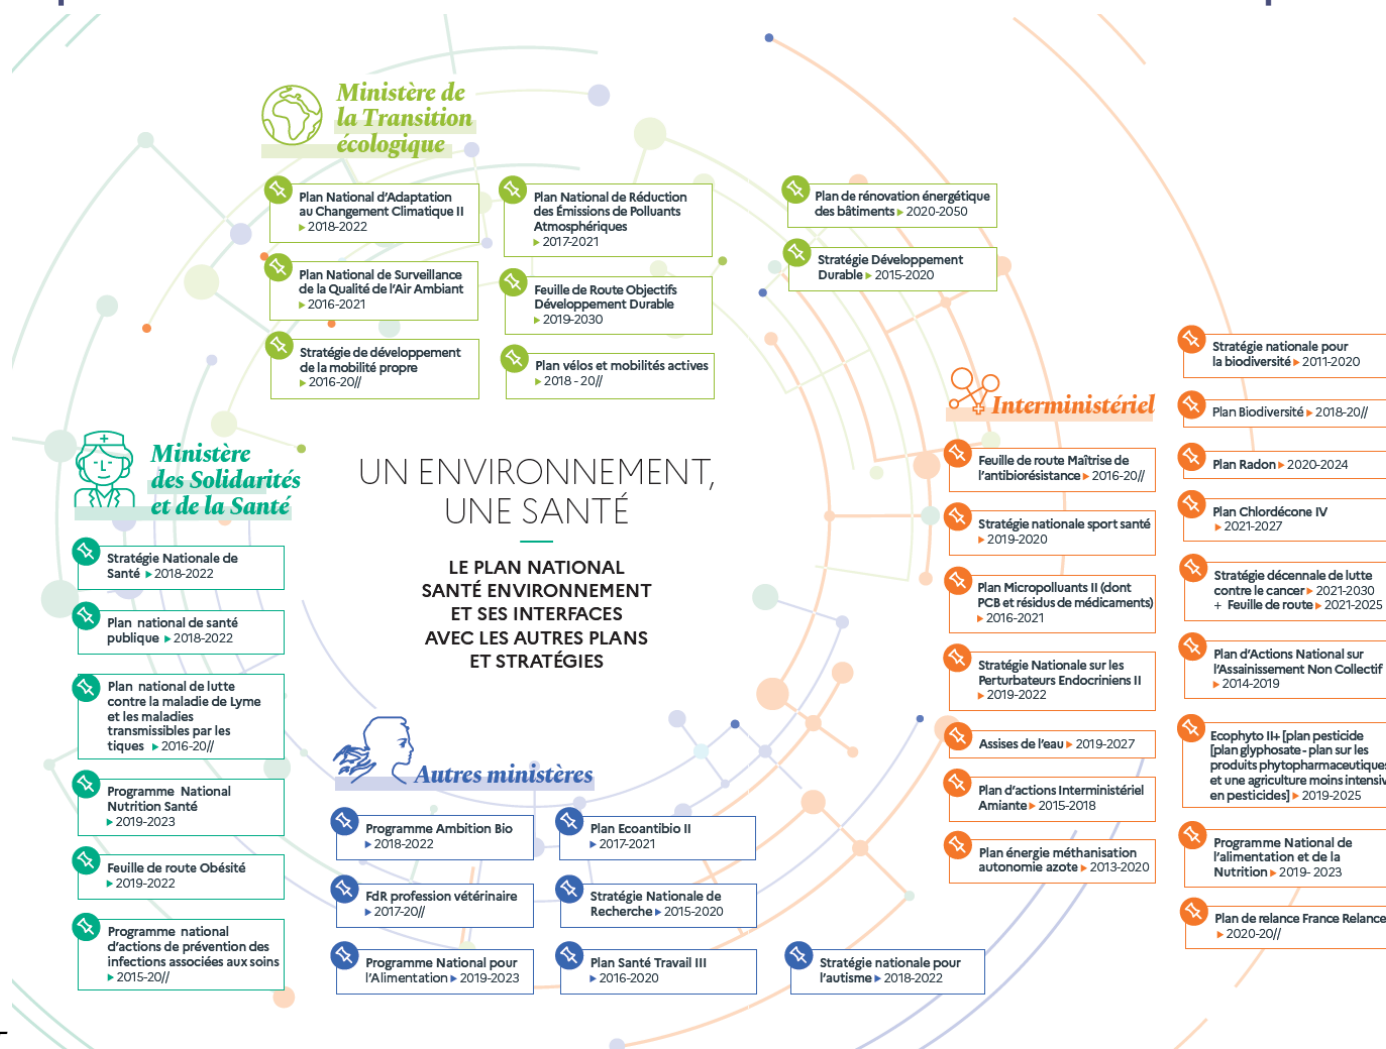 Ministère de
la Transition
écologique
Plan National d'Adaptation
au Changement Climatique II
▶ 2018-2022
Plan National de Surveillance
de la Qualité de l'Air Ambiant
▶ 2016-2021
Stratégie de développement
de la mobilité propre
▶ 2016-20//
Plan National de Réduction
des Émissions de Polluants
Atmosphériques
▶ 2017-2021
Feuille de Route Objectifs
Développement Durable
▶ 2019-2030
Plan vélos et mobilités actives
▶ 2018 - 20//
Plan de rénovation énergétique
des bâtiments ▶ 2020-2050
Stratégie Développement
Durable ▶ 2015-2020
Ministère
des Solidarités
et de la Santé
Stratégie Nationale de
Santé ▶ 2018-2022
Plan national de santé
publique ▶ 2018-2022
Plan national de lutte
contre la maladie de Lyme
et les maladies
transmissibles par les
tiques ▶ 2016-20//
Programme National
Nutrition Santé
▶ 2019-2023
Feuille de route Obésité
▶ 2019-2022
Programme national
d'actions de prévention des
infections associées aux soins
▶ 2015-20//
UN ENVIRONNEMENT,
UNE SANTÉ
LE PLAN NATIONAL
SANTÉ ENVIRONNEMENT
ET SES INTERFACES
AVEC LES AUTRES PLANS
ET STRATÉGIES
Autres ministères
Programme Ambition Bio
▶ 2018-2022
FdR profession vétérinaire
▶ 2017-20//
Programme National pour
l'Alimentation ▶ 2019-2023
Plan Ecoantibio II
▶ 2017-2021
Stratégie Nationale de
Recherche ▶ 2015-2020
Plan Santé Travail III
▶ 2016-2020
Stratégie nationale pour
l'autisme ▶ 2018-2022
Interministériel
Feuille de route Maîtrise de
l'antibiorésistance ▶ 2016-20//
Stratégie nationale sport santé
▶ 2019-2020
Plan Micropolluants II (dont
PCB et résidus de médicaments)
▶ 2016-2021
Stratégie Nationale sur les
Perturbateurs Endocriniens II
▶ 2019-2022
Assises de l'eau ▶ 2019-2027
Plan d'actions Interministériel
Amiante ▶ 2015-2018
Plan énergie méthanisation
autonomie azote ▶ 2013-2020
Stratégie nationale pour
la biodiversité ▶ 2011-2020
Plan Biodiversité ▶ 2018-20//
Plan Radon ▶ 2020-2024
Plan Chlordécone IV
▶ 2021-2027
Stratégie décennale de lutte
contre le cancer ▶ 2021-2030
+ Feuille de route ▶ 2021-2025
Plan d'Actions National sur
l'Assainissement Non Collectif
▶ 2014-2019
Ecophyto II+ [plan pesticide
[plan glyphosate - plan sur les
produits phytopharmaceutiques
et une agriculture moins intensiv
en pesticides] ▶ 2019-2025
Programme National de
l'alimentation et de la
Nutrition ▶ 2019- 2023
Plan de relance France Relance
▶ 2020-20//